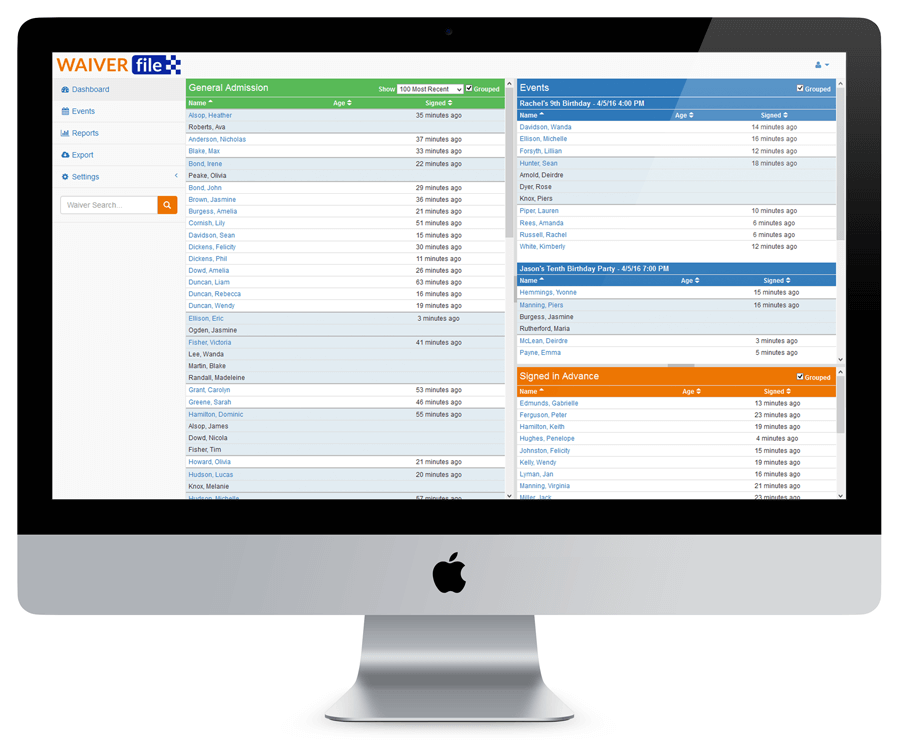 WAIVER file
Dashboard
Events
Reports
Export
Settings
Waiver Search...
General Admission Show 100 Most Recent Grouped
Name Age Signed
Alsop, Heather 35 minutes ago
Roberts, Ava
Anderson, Nicholas 37 minutes ago
Blake, Max 33 minutes ago
Bond, Irene 22 minutes ago
Peake, Olivia
Bond, John 29 minutes ago
Brown, Jasmine 36 minutes ago
Burgess, Amelia 21 minutes ago
Cornish, Lily 51 minutes ago
Davidson, Sean 15 minutes ago
Dickens, Felicity 30 minutes ago
Dickens, Phil 11 minutes ago
Dowd, Amelia 26 minutes ago
Duncan, Liam 63 minutes ago
Duncan, Rebecca 16 minutes ago
Duncan, Wendy 19 minutes ago
Ellison, Eric 3 minutes ago
Ogden, Jasmine
Fisher, Victoria 41 minutes ago
Lee, Wanda
Martin, Blake
Randall, Madeleine
Grant, Carolyn 53 minutes ago
Greene, Sarah 46 minutes ago
Hamilton, Dominic 55 minutes ago
Alsop, James
Dowd, Nicola
Fisher, Tim
Howard, Olivia 21 minutes ago
Hudson, Lucas 20 minutes ago
Knox, Melanie
Hudson, Michelle 57 minutes ago
Events Grouped
Rachel's 9th Birthday - 4/5/16 4:00 PM
Name Age Signed
Davidson, Wanda 14 minutes ago
Ellison, Michelle 16 minutes ago
Forsyth, Lillian 12 minutes ago
Hunter, Sean 18 minutes ago
Arnold, Deirdre
Dyer, Rose
Knox, Piers
Piper, Lauren 10 minutes ago
Rees, Amanda 6 minutes ago
Russell, Rachel 6 minutes ago
White, Kimberly 12 minutes ago
Jason's Tenth Birthday Party - 4/5/16 7:00 PM
Name Age Signed
Hemmings, Yvonne 15 minutes ago
Manning, Piers 16 minutes ago
Burgess, Jasmine
Rutherford, Maria
McLean, Deirdre 3 minutes ago
Payne, Emma 5 minutes ago
Signed in Advance Grouped
Name Age Signed
Edmunds, Gabrielle 13 minutes ago
Ferguson, Peter 23 minutes ago
Hamilton, Keith 19 minutes ago
Hughes, Penelope 4 minutes ago
Johnston, Felicity 15 minutes ago
Kelly, Wendy 19 minutes ago
Lyman, Jan 16 minutes ago
Manning, Virginia 21 minutes ago
Miller, Jack 23 minutes ago